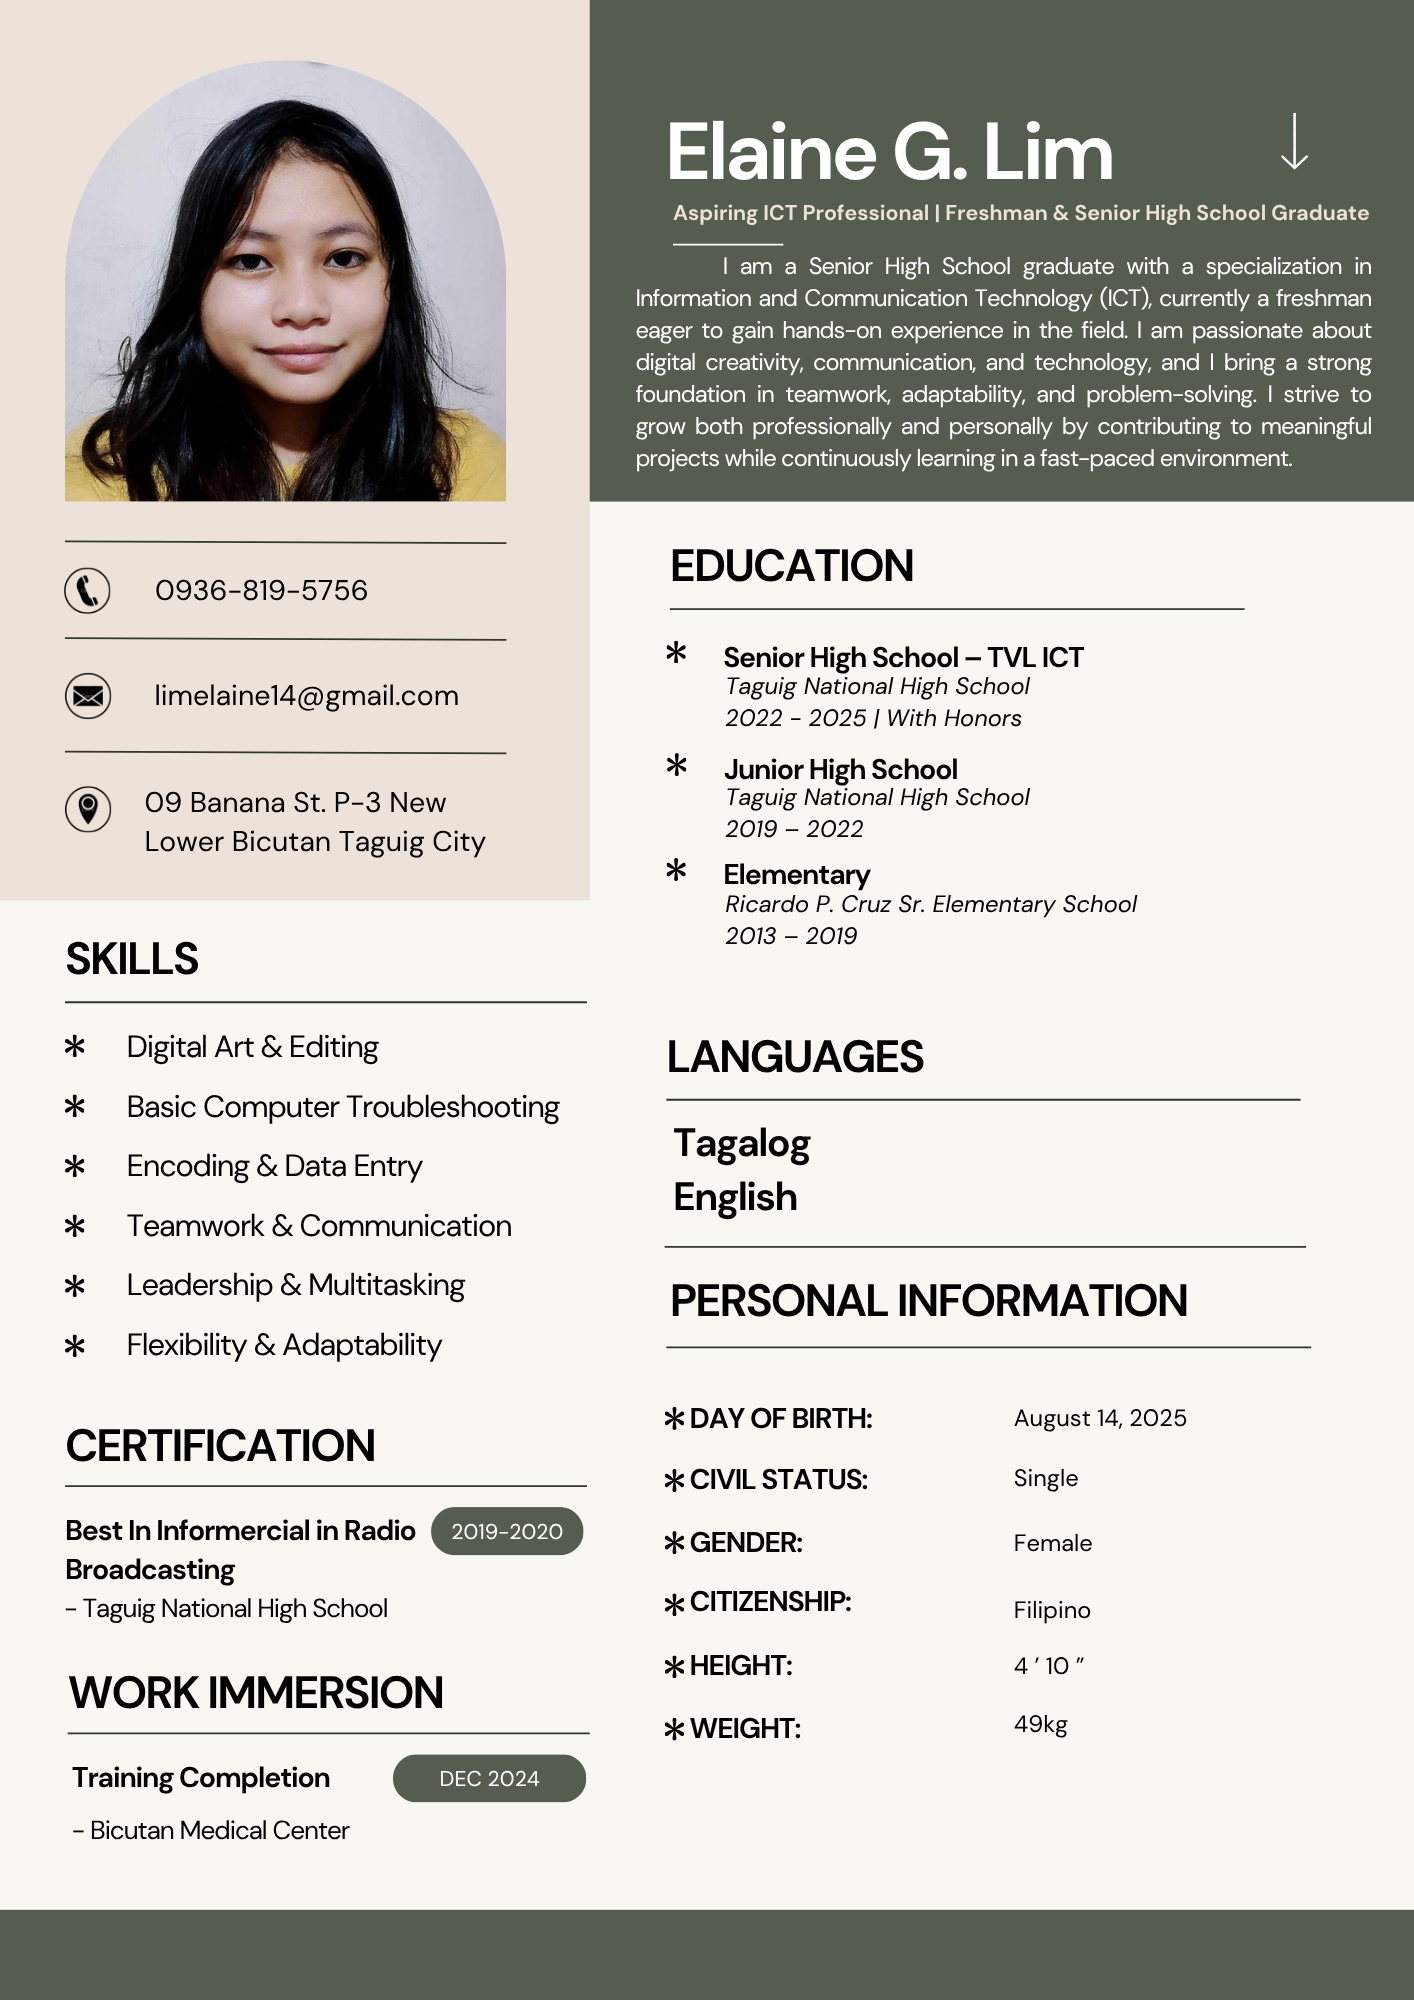 Elaine G. Lim
Aspiring ICT Professional | Freshman & Senior High School Graduate
I am a Senior High School graduate with a specialization in
Information and Communication Technology (ICT), currently a freshman
eager to gain hands-on experience in the field. I am passionate about
digital creativity, communication, and technology, and I bring a strong
foundation in teamwork, adaptability, and problem-solving. I strive to
grow both professionally and personally by contributing to meaningful
projects while continuously learning in a fast-paced environment.
0936-819-5756
limelaine14@gmail.com
09 Banana St. P-3 New
Lower Bicutan Taguig City
SKILLS
* Digital Art & Editing
* Basic Computer Troubleshooting
* Encoding & Data Entry
* Teamwork & Communication
* Leadership & Multitasking
* Flexibility & Adaptability
CERTIFICATION
Best In Informercial in Radio 2019-2020
Broadcasting
- Taguig National High School
WORK IMMERSION
Training Completion DEC 2024
- Bicutan Medical Center
EDUCATION
* Senior High School – TVL ICT
Taguig National High School
2022 - 2025 | With Honors
* Junior High School
Taguig National High School
2019 – 2022
* Elementary
Ricardo P. Cruz Sr. Elementary School
2013 – 2019
LANGUAGES
Tagalog
English
PERSONAL INFORMATION
* DAY OF BIRTH: August 14, 2025
* CIVIL STATUS: Single
* GENDER: Female
* CITIZENSHIP: Filipino
* HEIGHT: 4 ’ 10 ”
* WEIGHT: 49kg